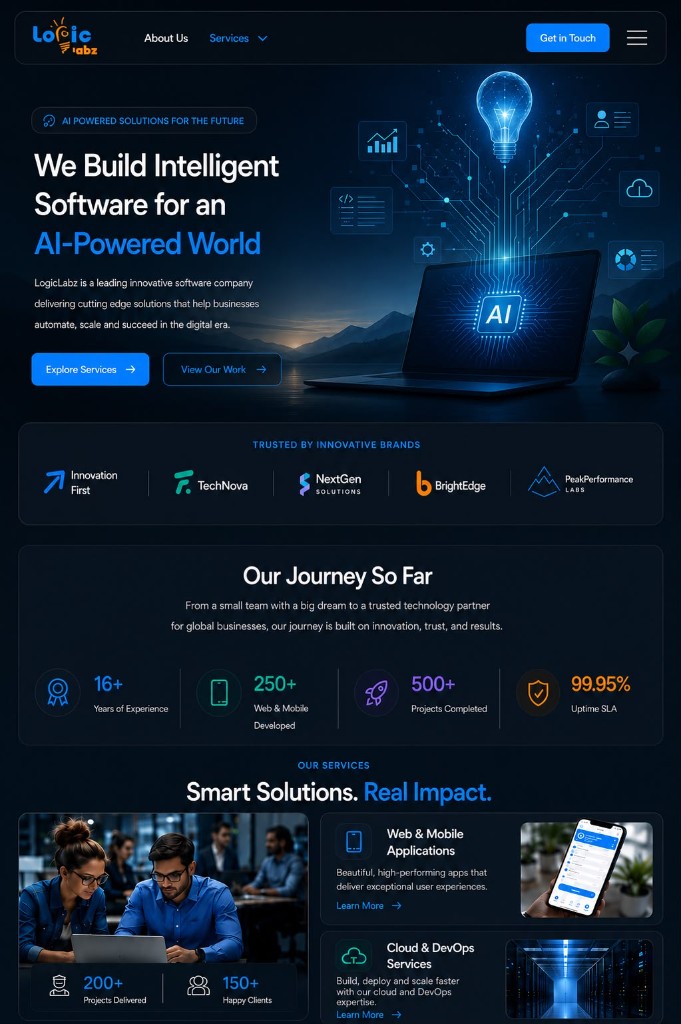 Logic
Labz
About Us
Services
Get in Touch
AI POWERED SOLUTIONS FOR THE FUTURE
We Build Intelligent
Software for an
AI-Powered World
LogicLabz is a leading innovative software company
delivering cutting edge solutions that help businesses
automate, scale and succeed in the digital era.
Explore Services →
View Our Work →
</>
AI
TRUSTED BY INNOVATIVE BRANDS
Innovation
First
TechNova
NextGen
SOLUTIONS
BrightEdge
PeakPerformance
LABS
Our Journey So Far
From a small team with a big dream to a trusted technology partner
for global businesses, our journey is built on innovation, trust, and results.
16+
Years of Experience
250+
Web & Mobile
Developed
500+
Projects Completed
99.95%
Uptime SLA
OUR SERVICES
Smart Solutions. Real Impact.
200+
Projects Delivered
150+
Happy Clients
Web & Mobile
Applications
Beautiful, high-performing apps that
deliver exceptional user experiences.
Learn More →
Cloud & DevOps
Services
Build, deploy and scale faster
with our cloud and DevOps
expertise.
Learn More →